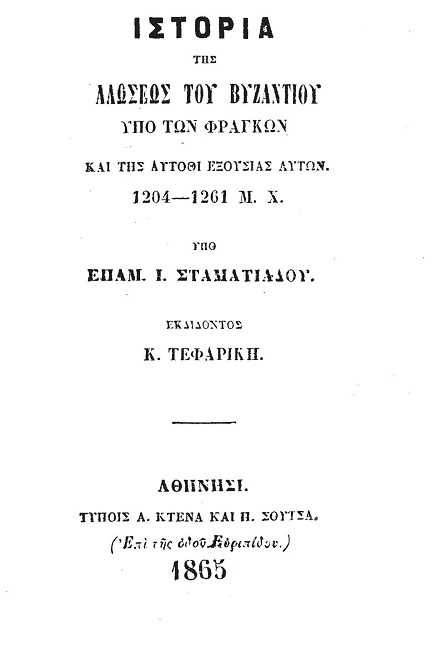 ΙΣΤΟΡΙΑ
ΤΗΣ
ΑΛΩΣΕΩΣ ΤΟΥ ΒΥΖΑΝΤΙΟΥ
ΥΠΟ ΤΩΝ ΦΡΑΓΚΩΝ
ΚΑΙ ΤΗΣ ΑΥΤΟΘΙ ΕΞΟΥΣΙΑΣ ΑΥΤΩΝ.
1204—1261 Μ. Χ.
ΥΠΟ
ΕΠΑΜ. Ι. ΣΤΑΜΑΤΙΑΔΟΥ.
ΕΚΔΙΔΟΝΤΟΣ
Κ. ΤΕΦΑΡΙΚΗ.
ΑΘΗΝΗΣΙ.
ΤΥΠΟΙΣ Α. ΚΤΕΝΑ ΚΑΙ Π. ΣΟΥΤΣΑ.
(Ἐπὶ τῆς ὁδοῦ Εὐριπίδου.)
1865